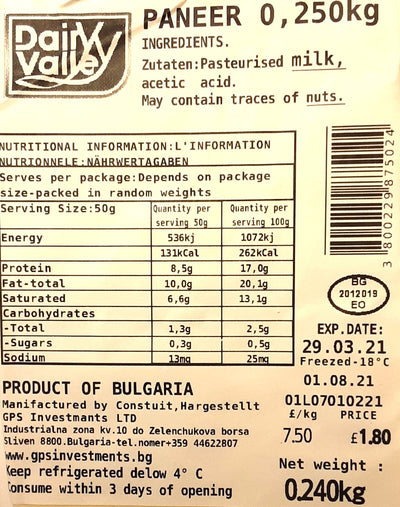 Dairy
Valley
PANEER 0,250kg
INGREDIENTS.
Zutaten:Pasteurised milk,
acetic acid.
May contain traces of nuts.
NUTRITIONAL INFORMATION:L'INFORMATION
NUTRIONNELE:NÄHRWERTAGABEN
Serves per package:Depends on package
size-packed in random weights
Serving Size:50g Quantity per serving 50g Quantity per serving 100g
Energy 536kj 1072kj
131kCal 262kCal
Protein 8,5g 17,0g
Fat-total 10,0g 20,1g
Saturated 6,6g 13,1g
Carbohydrates
-Total 1,3g 2,5g
-Sugars 0,3g 0,5g
Sodium 13mg 25mg
3 800229 875024
BG
2012019
EO
EXP.DATE:
29.03.21
Freezed-18°C
01.08.21
01L07010221
£/kg PRICE
7.50 £1.80
Net weight :
0.240kg
PRODUCT OF BULGARIA
Manifactured by Constuit,Hargestellt
GPS Investmants LTD
Industrialna zona kv.10 do Zelenchukova borsa
Sliven 8800.Bulgaria-tel.nomer+359 44622807
www.gpsinvestments.bg
Keep refrigerated delow 4° C
Consume within 3 days of opening